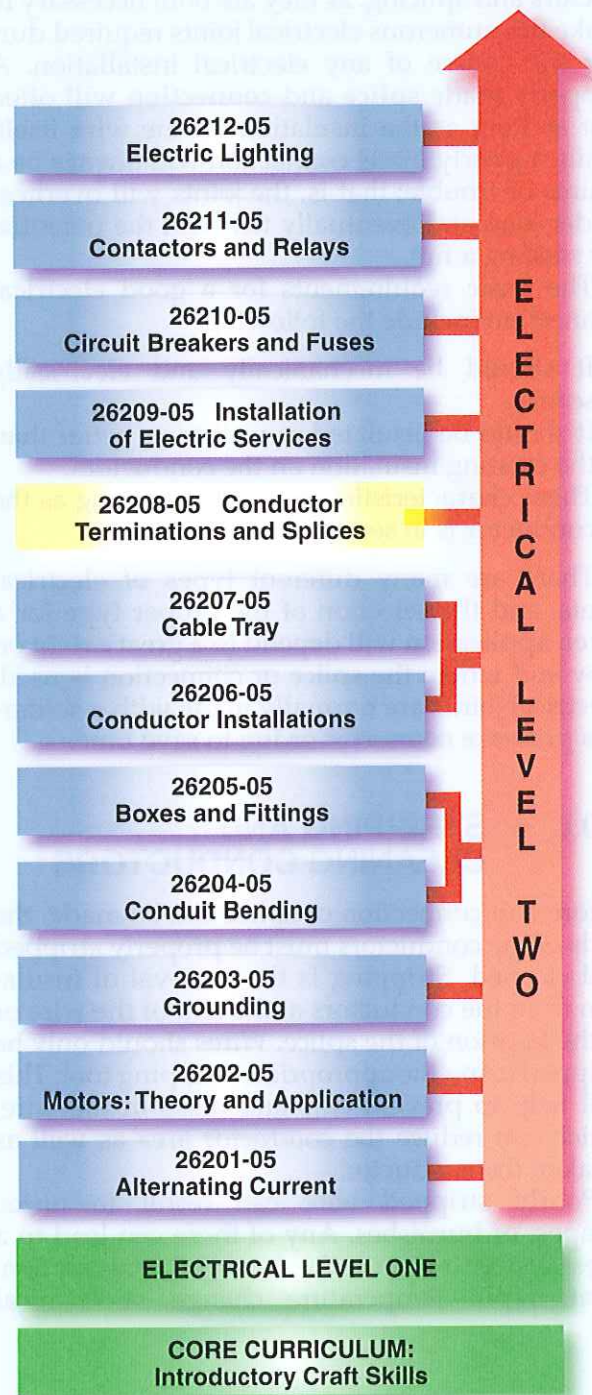 26212-05
Electric Lighting
26211-05
Contactors and Relays
26210-05
Circuit Breakers and Fuses
26209-05 Installation
of Electric Services
26208-05 Conductor
Terminations and Splices
26207-05
Cable Tray
26206-05
Conductor Installations
26205-05
Boxes and Fittings
26204-05
Conduit Bending
26203-05
Grounding
26202-05
Motors: Theory and Application
26201-05
Alternating Current
ELECTRICAL LEVEL TWO
ELECTRICAL LEVEL ONE
CORE CURRICULUM:
Introductory Craft Skills